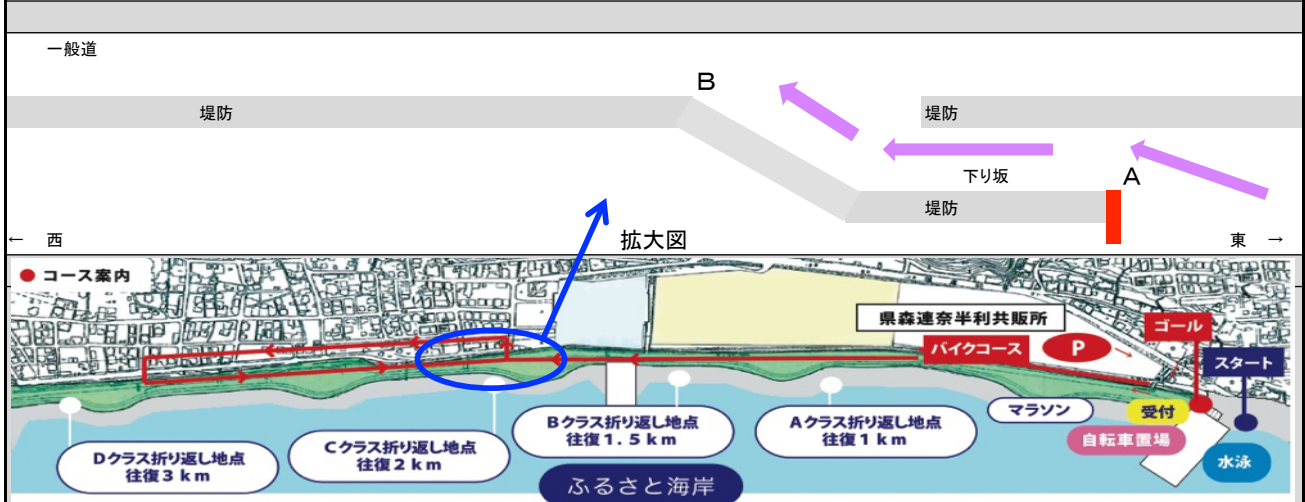 一般道
B
堤防
堤防
下り坂
A
堤防
← 西
拡大図
東 →
コース案内
県森連奈半利共販所
ゴール
バイクコース
P
スタート
マラソン
受付
自転車置場
水泳
Aクラス折り返し地点
往復1km
Bクラス折り返し地点
往復1.5km
Cクラス折り返し地点
往復2km
Dクラス折り返し地点
往復3km
ふるさと海岸